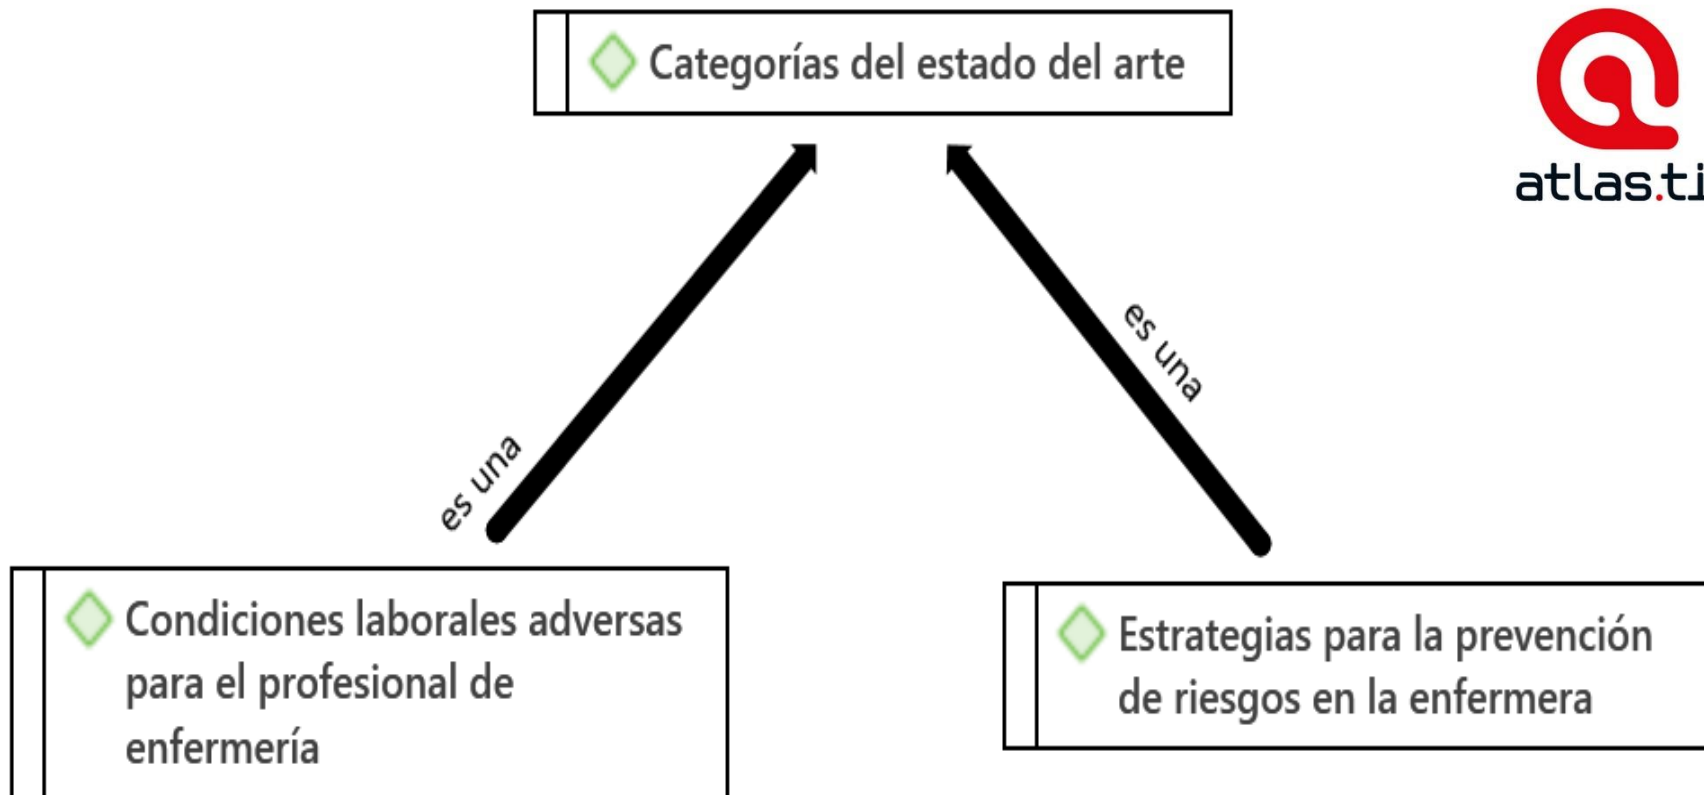 Categorías del estado del arte
atlas.ti
es una
es una
Condiciones laborales adversas
para el profesional de
enfermería
Estrategias para la prevención
de riesgos en la enfermera